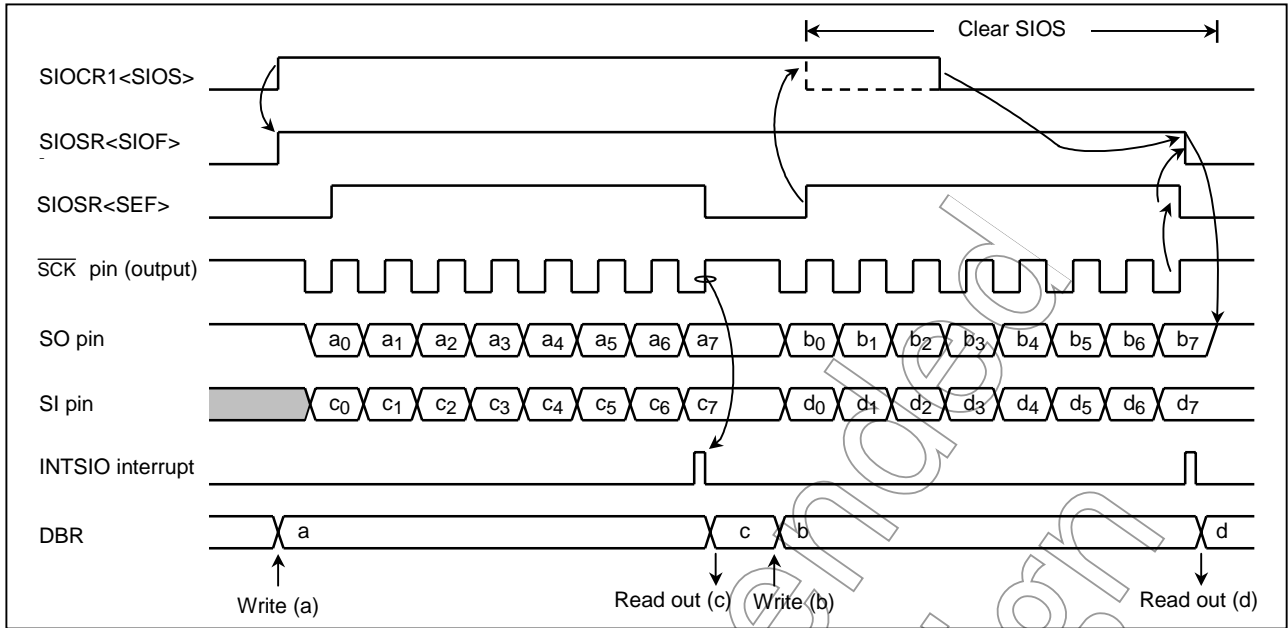 Clear SIOS
SIOCR1<SIOS>
SIOSR<SIOF>
SIOSR<SEF>
SCK pin (output)
SO pin a0 a1 a2 a3 a4 a5 a6 a7 b0 b1 b2 b3 b4 b5 b6 b7
SI pin c0 c1 c2 c3 c4 c5 c6 c7 d0 d1 d2 d3 d4 d5 d6 d7
INTSIO interrupt
DBR a c b d
Write (a) Read out (c) Write (b) Read out (d)